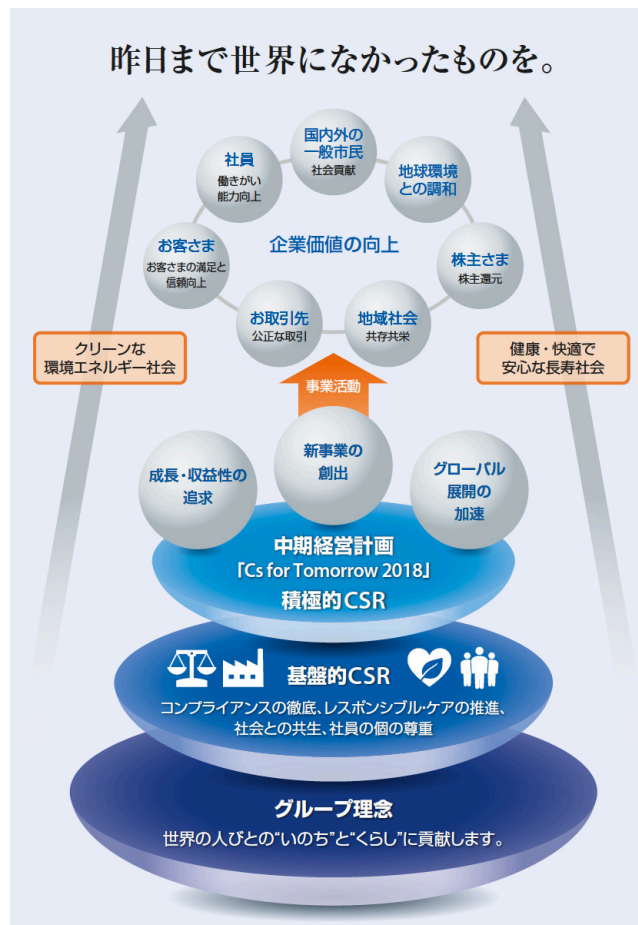 昨日まで世界になかったものを。
国内外の
一般市民
社会貢献
社員
働きがい
能力向上
地球環境
との調和
お客さま
お客さまの満足と
信頼向上
企業価値の向上
株主さま
株主還元
お取引先
公正な取引
地域社会
共存共栄
クリーンな
環境エネルギー社会
健康・快適で
安心な長寿社会
事業活動
成長・収益性の
追求
新事業の
創出
グローバル
展開の
加速
中期経営計画
「Cs for Tomorrow 2018」
積極的CSR
基盤的CSR
コンプライアンスの徹底、レスポンシブル・ケアの推進、
社会との共生、社員の個の尊重
グループ理念
世界の人びとの“いのち”と“くらし”に貢献します。